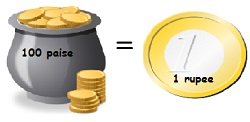 100 paise
=
1 rupee